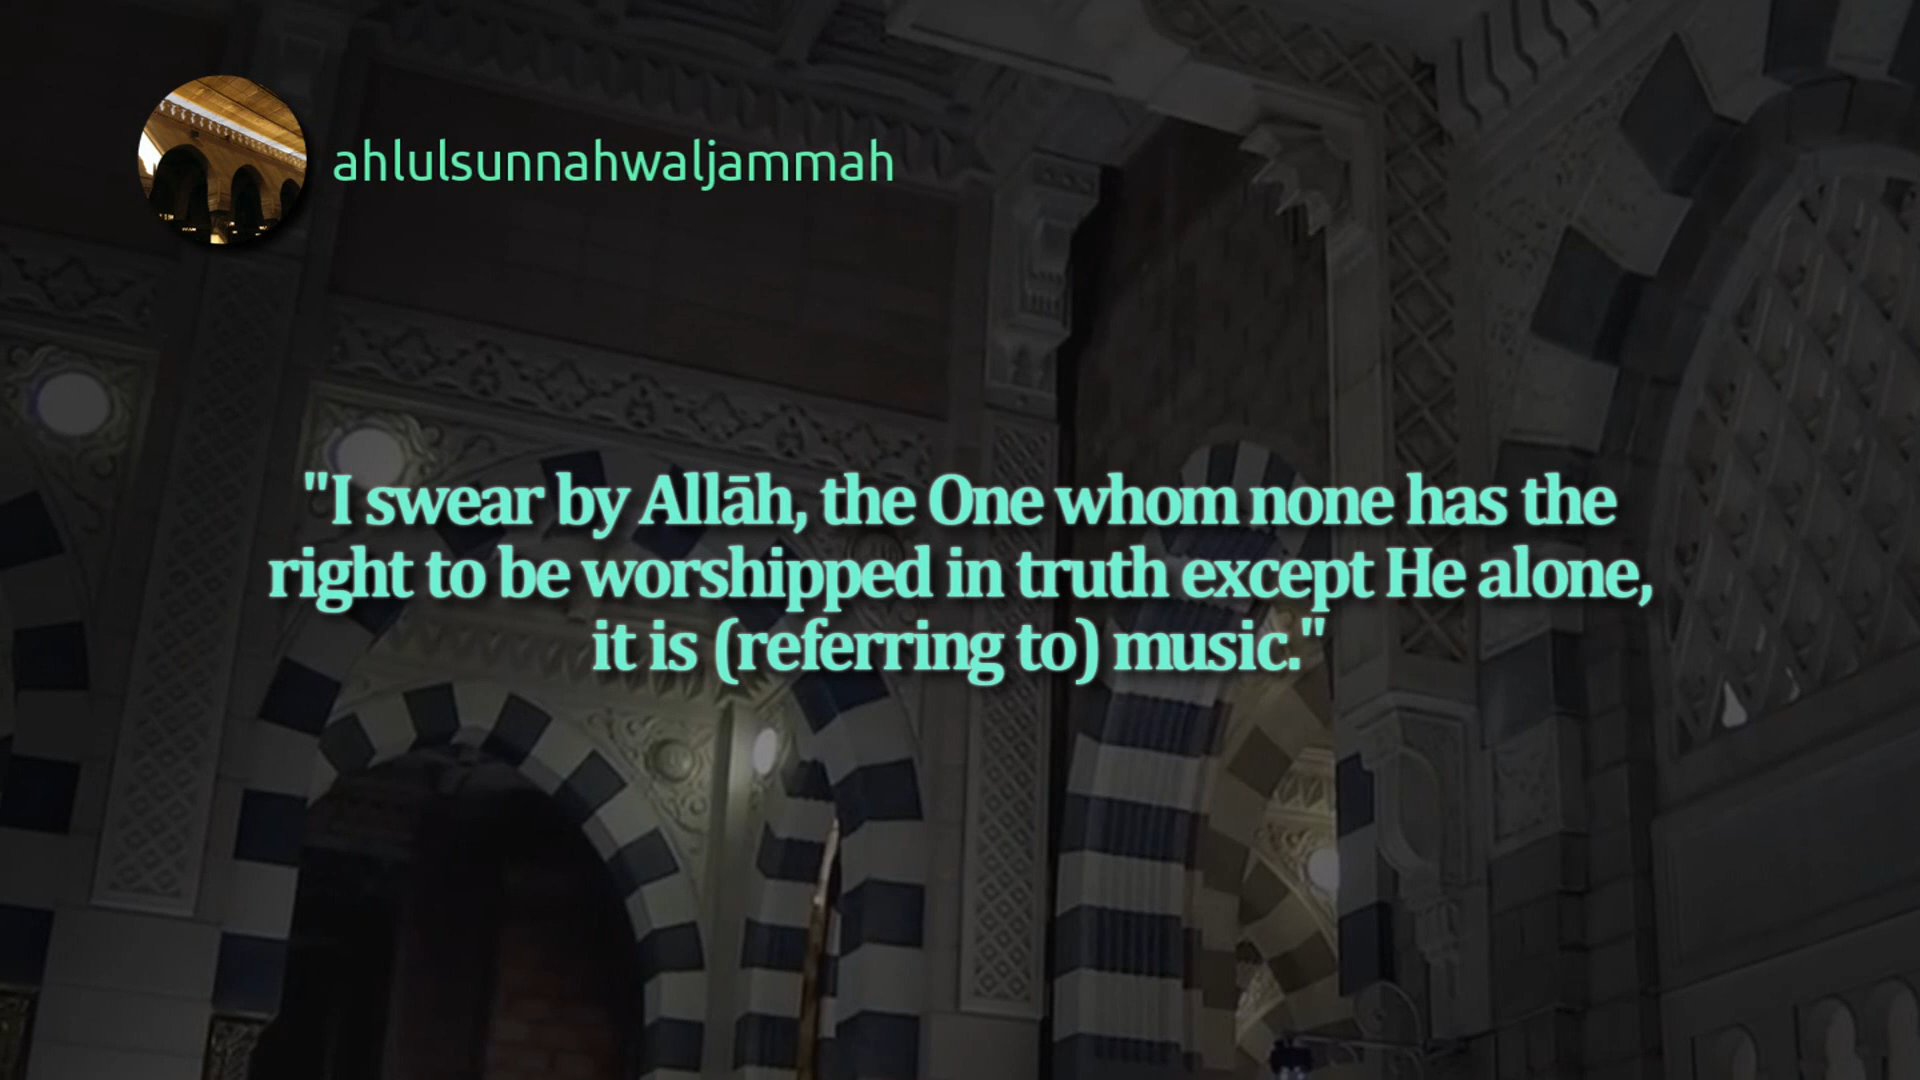 ahlulsunnahwaljammah
"I swear by Allāh, the One whom none has the
right to be worshipped in truth except He alone,
it is (referring to) music."